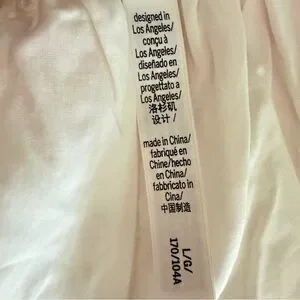 designed in
Los Angeles/
conçu à
Los Angeles/
diseñado en
Los Angeles/
progettato a
Los Angeles/
洛杉矶
设计 /
made in China/
fabriqué en
Chine/hecho
en China/
fabbricato in
Cina/
中国制造
L/G/
170/104A